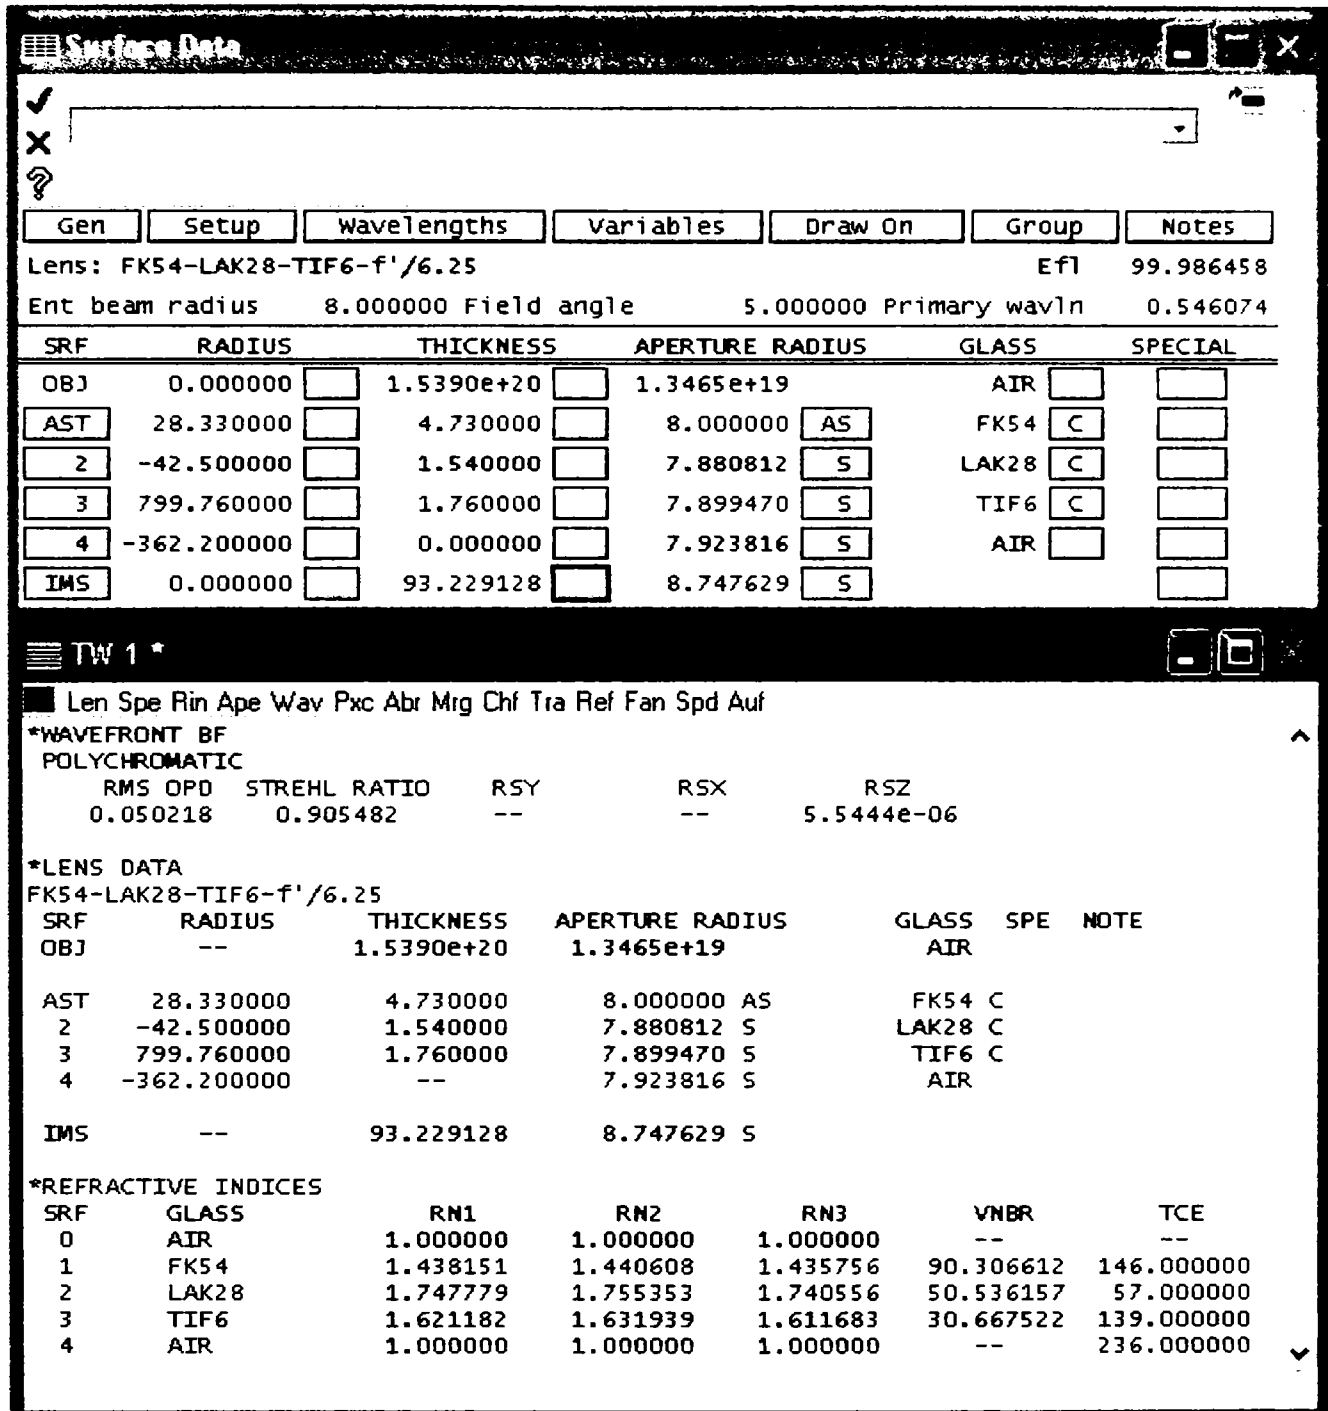 Surface Data
Gen Setup Wavelengths Variables Draw On Group Notes
Lens: FK54-LAK28-TIF6-f'/6.25 Efl 99.986458
Ent beam radius 8.000000 Field angle 5.000000 Primary wavln 0.546074
SRF RADIUS THICKNESS APERTURE RADIUS GLASS SPECIAL
OBJ 0.000000 1.5390e+20 1.3465e+19 AIR
AST 28.330000 4.730000 8.000000 AS FK54 C
2 -42.500000 1.540000 7.880812 S LAK28 C
3 799.760000 1.760000 7.899470 S TIF6 C
4 -362.200000 0.000000 7.923816 S AIR
IMS 0.000000 93.229128 8.747629 S
TW 1 *
Len Spe Rin Ape Wav Pxc Abr Mrg Chf Tra Ref Fan Spd Auf
*WAVEFRONT BF
POLYCHROMATIC
RMS OPD STREHL RATIO RSY RSX RSZ
0.050218 0.905482 -- -- 5.5444e-06
*LENS DATA
FK54-LAK28-TIF6-f'/6.25
SRF RADIUS THICKNESS APERTURE RADIUS GLASS SPE NOTE
OBJ -- 1.5390e+20 1.3465e+19 AIR
AST 28.330000 4.730000 8.000000 AS FK54 C
2 -42.500000 1.540000 7.880812 S LAK28 C
3 799.760000 1.760000 7.899470 S TIF6 C
4 -362.200000 -- 7.923816 S AIR
IMS -- 93.229128 8.747629 S
*REFRACTIVE INDICES
SRF GLASS RN1 RN2 RN3 VNBR TCE
0 AIR 1.000000 1.000000 1.000000 -- --
1 FK54 1.438151 1.440608 1.435756 90.306612 146.000000
2 LAK28 1.747779 1.755353 1.740556 50.536157 57.000000
3 TIF6 1.621182 1.631939 1.611683 30.667522 139.000000
4 AIR 1.000000 1.000000 1.000000 -- 236.000000